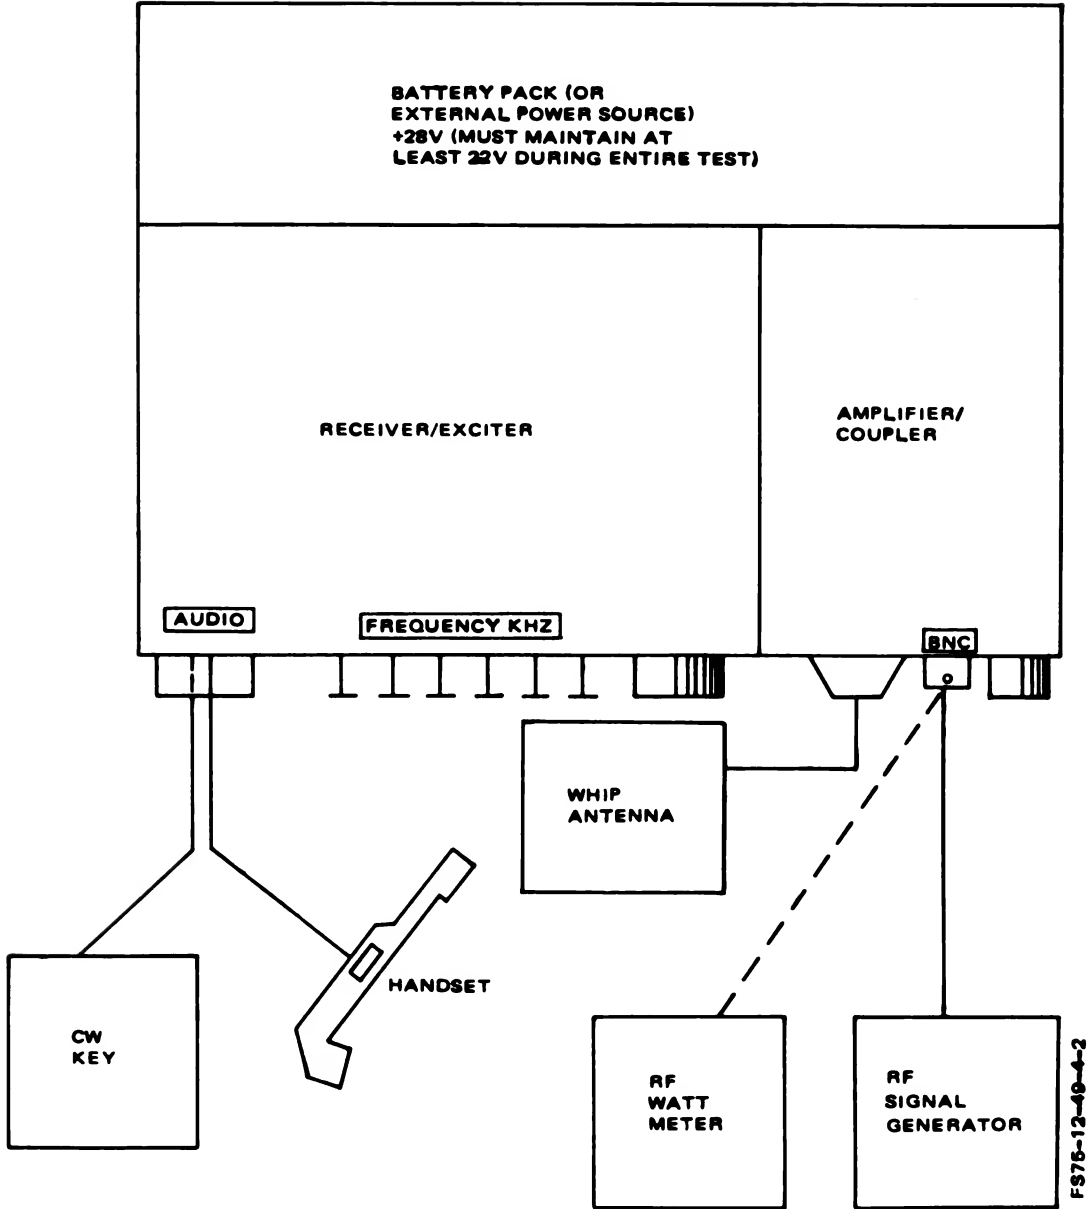 BATTERY PACK (OR
EXTERNAL POWER SOURCE)
+28V (MUST MAINTAIN AT
LEAST 22V DURING ENTIRE TEST)
RECEIVER/EXCITER
AMPLIFIER/
COUPLER
AUDIO
FREQUENCY KHZ
BNC
WHIP
ANTENNA
HANDSET
CW
KEY
RF
WATT
METER
RF
SIGNAL
GENERATOR
FS75-12-49-4-2